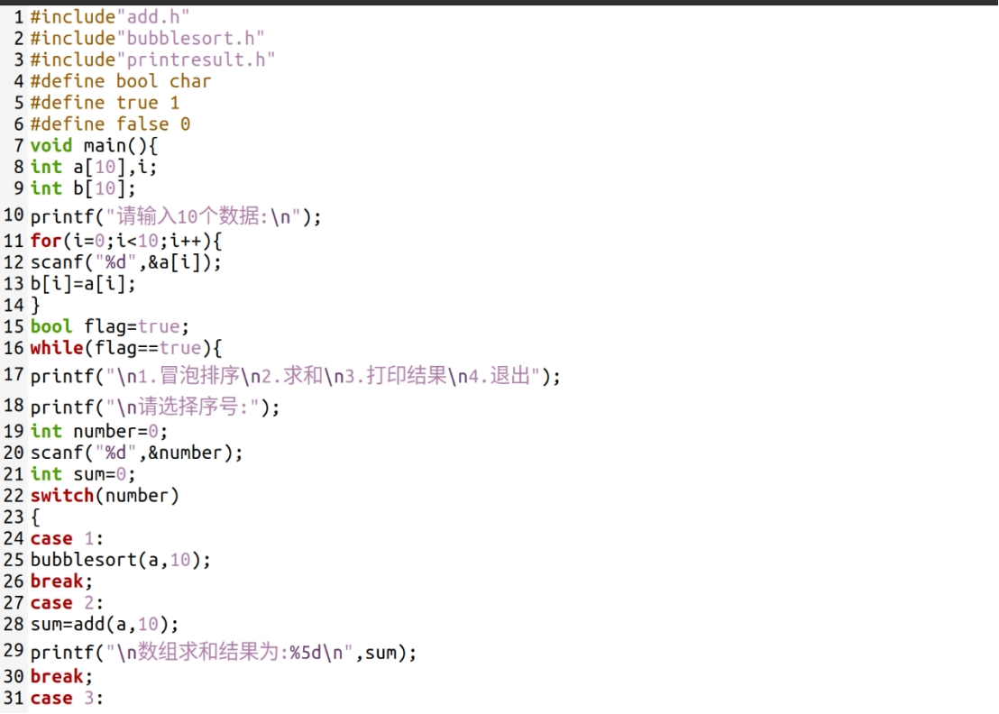 1 #include"add.h"
2 #include"bubblesort.h"
3 #include"printresult.h"
4 #define bool char
5 #define true 1
6 #define false 0
7 void main(){
8 int a[10],i;
9 int b[10];
10 printf("请输入10个数据:\n");
11 for(i=0;i<10;i++){
12 scanf("%d",&a[i]);
13 b[i]=a[i];
14 }
15 bool flag=true;
16 while(flag==true){
17 printf("\n1.冒泡排序\n2.求和\n3.打印结果\n4.退出");
18 printf("\n请选择序号:");
19 int number=0;
20 scanf("%d",&number);
21 int sum=0;
22 switch(number)
23 {
24 case 1:
25 bubblesort(a,10);
26 break;
27 case 2:
28 sum=add(a,10);
29 printf("\n数组求和结果为:%5d\n",sum);
30 break;
31 case 3: